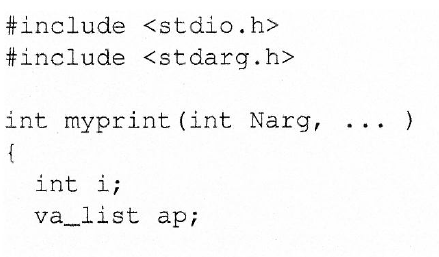 #include <stdio.h>
#include <stdarg.h>
int myprint(int Narg, ... )
{
int i;
va_list ap;